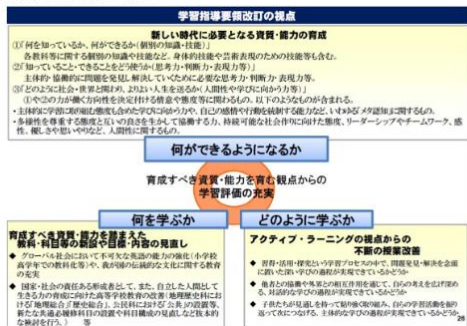 学習指導要領改訂の視点
新しい時代に必要となる資質・能力の育成
①「何を知っているか、何ができるか(個別の知識・技能)」
各教科等に関する個別の知識や技能など。身体的技能や芸術表現のための技能等も含む。
②「知っていること・できることをどう使うか(思考力・判断力・表現力等)」
主体的・協働的に問題を発見し解決していくために必要な思考力・判断力・表現力等。
③「どのように社会・世界と関わり、よりよい人生を送るか(人間性や学びに向かう力等)」
①や②の力が働く方向性を決定付ける情意や態度等に関わるもの。以下のようなものが含まれる。
・主体的に学習に取り組む態度も含めた学びに向かう力や、自己の感情や行動を統制する能力など、いわゆる「メタ認知」に関するもの。
・多様性を尊重する態度と互いの良さを生かして協働する力、持続可能な社会作りに向けた態度、リーダーシップやチームワーク、感性、優しさや思いやりなど、人間性に関するもの。
何ができるようになるか
育成すべき資質・能力を育む観点からの
学習評価の充実
何を学ぶか
どのように学ぶか
育成すべき資質・能力を踏まえた
教科・科目等の新設や目標・内容の見直し
◆ グローバル社会において不可欠な英語の能力の強化(小学校
高学年での教科化等)や、我が国の伝統的な文化に関する教育
の充実
◆ 国家・社会の責任ある形成者として、また、自立した人間として
生きる力の育成に向けた高等学校教育の改善(地理歴史科にお
ける「地理総合」「歴史総合」、公民科における「公共」の設置等、
新たな共通必履修科目の設置や科目構成の見直しなど抜本的
な検討を行う。) 等
アクティブ・ラーニングの視点からの
不断の授業改善
◆ 習得・活用・探究という学習プロセスの中で、問題発見・解決を念頭
に置いた深い学びの過程が実現できているかどうか
◆ 他者との協働や外界との相互作用を通じて、自らの考えを広げ深め
る、対話的な学びの過程が実現できているかどうか
◆ 子供たちが見通しを持って粘り強く取り組み、自らの学習活動を振り
返って次につなげる、主体的な学びの過程が実現できているかどうか
29